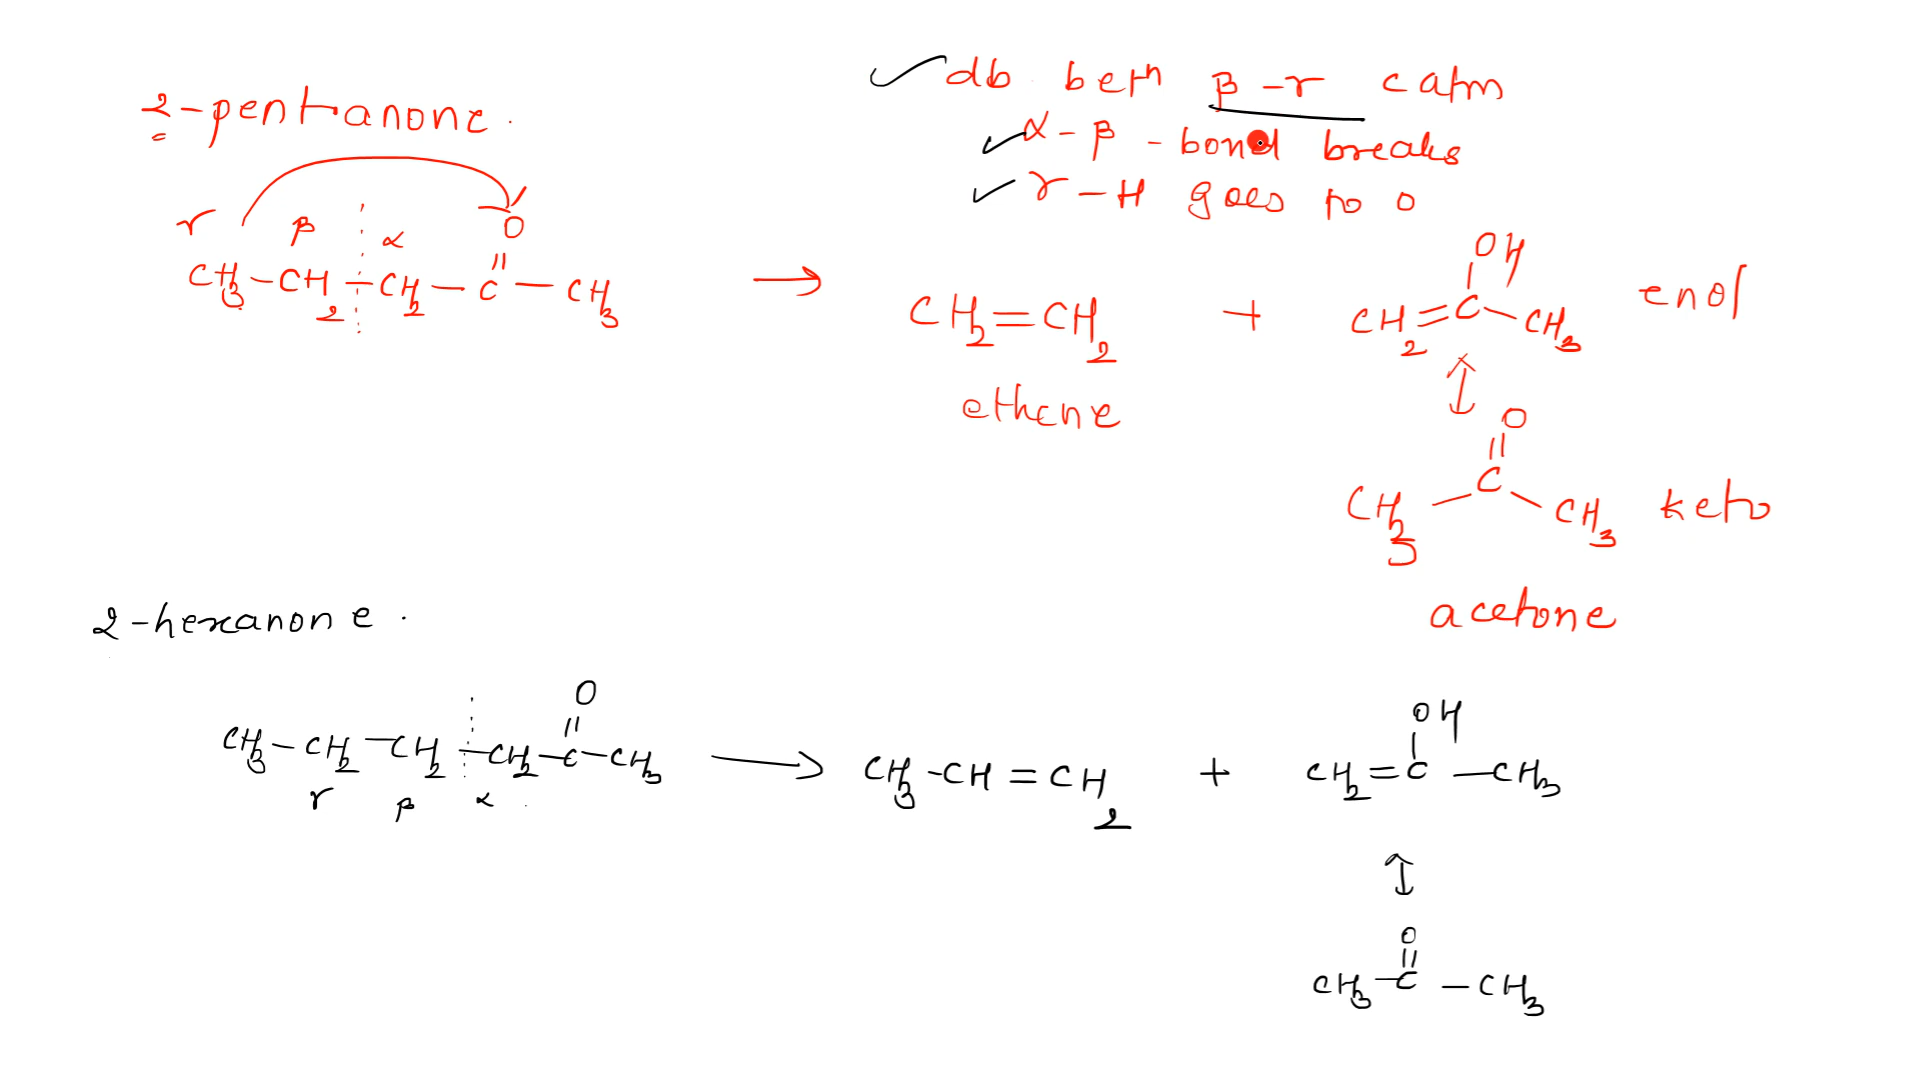 2-pentanone.
db betn β-r catm
α-β-bond breaks
r-H goes to O
r β α O
CH3-CH2-CH2-C-CH3
→ CH2=CH2 + CH2=C-CH3 enol
OH
ethene
O
CH3 C CH3 keto
acetone
2-hexanone.
O
CH3-CH2-CH2-CH2-C-CH3 → CH3-CH=CH2 + CH2=C-CH3
OH
r β α
O
CH3-C-CH3